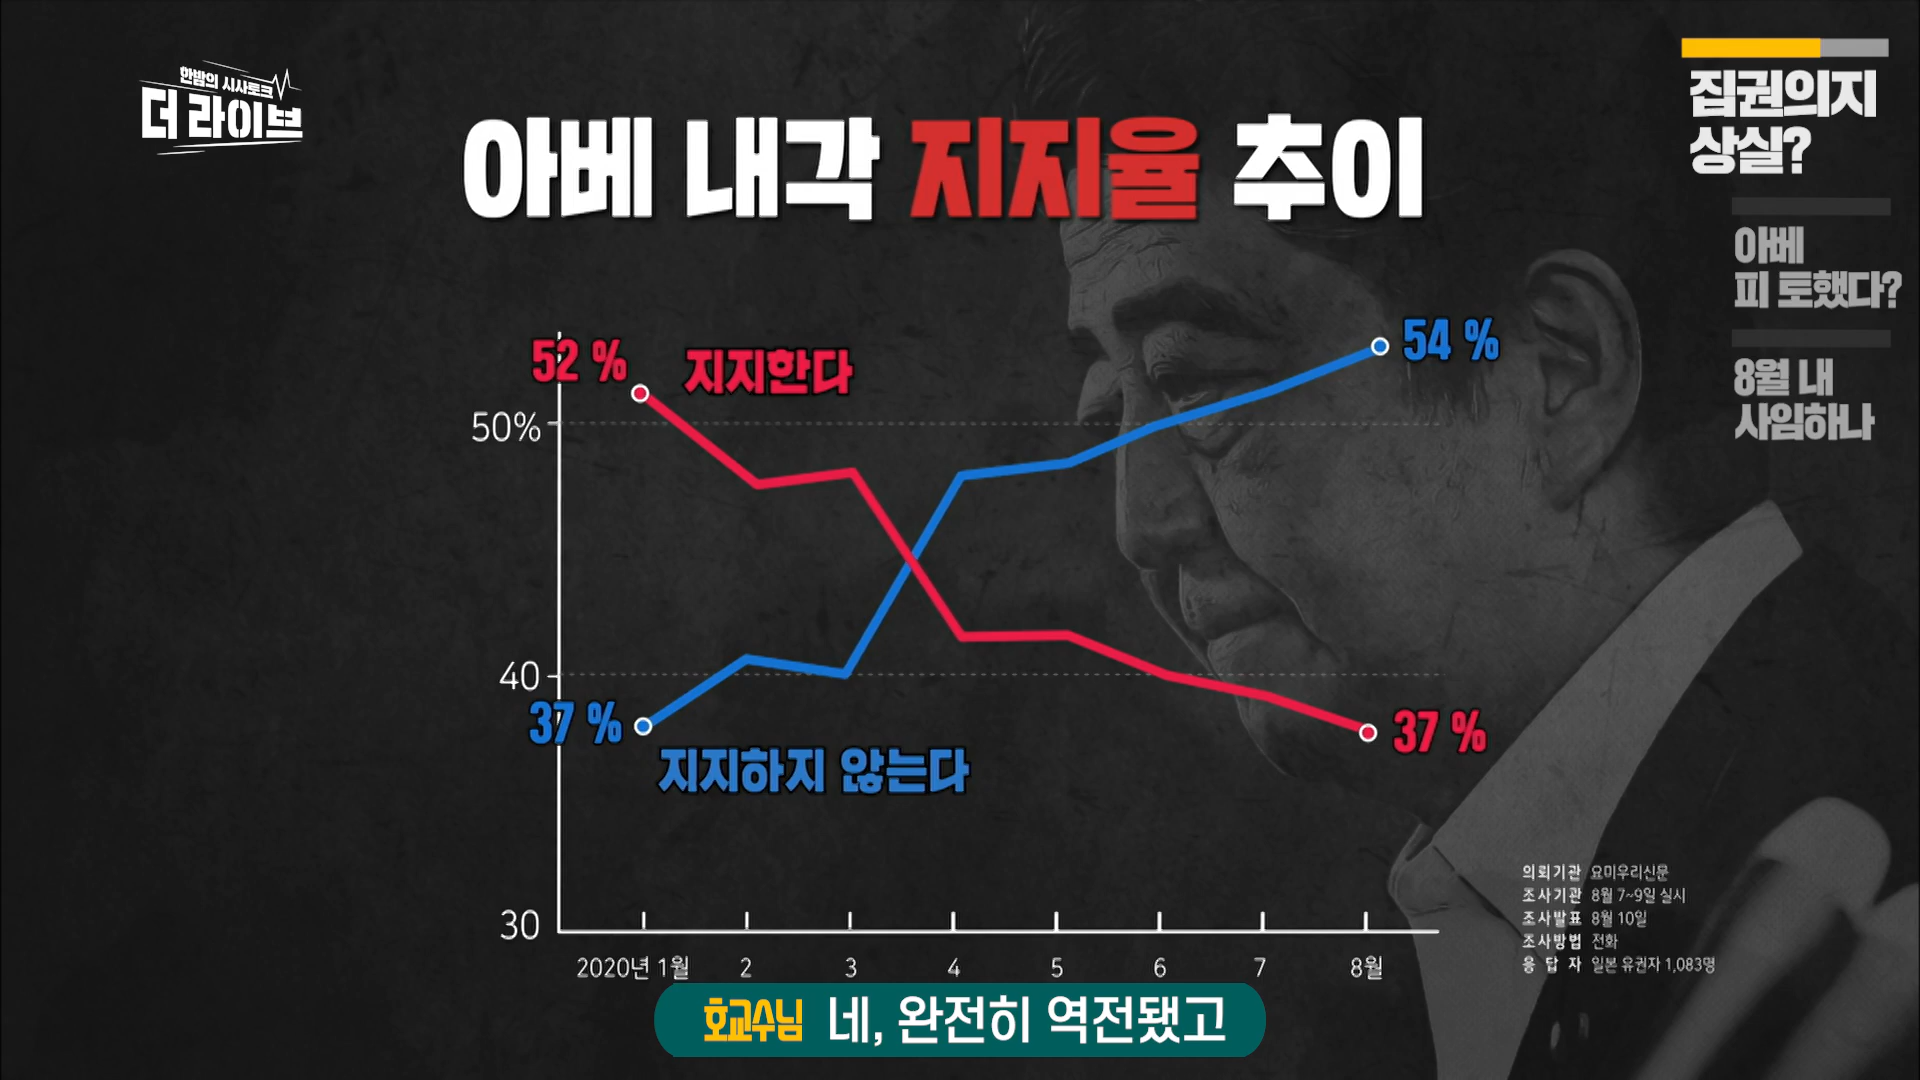 한밤의 시사토크
더 라이브
아베 내각 지지율 추이
집권의지
상실?
아베
피 토했다?
8월 내
사임하나
52 %
지지한다
54 %
50%
40
37 %
지지하지 않는다
37 %
30
2020년 1월 2 3 4 5 6 7 8월
의뢰기관 요미우리신문
조사기관 8월 7~9일 실시
조사발표 8월 10일
조사방법 전화
응 답 자 일본 유권자 1,083명
호교수님 네, 완전히 역전됐고